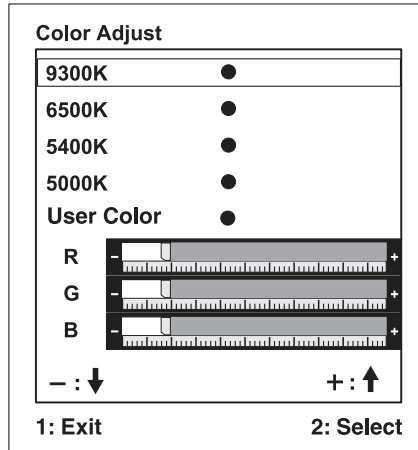 Color Adjust
9300K ●
6500K ●
5400K ●
5000K ●
User Color ●
R - +
G - +
B - +
– : ↓ + : ↑
1: Exit 2: Select